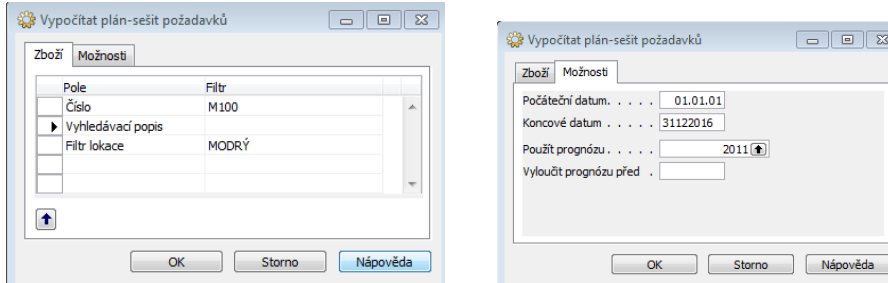 Vypočítat plán-sešit požadavků
Zboží Možnosti
Pole Filtr
Číslo M100
Vyhledávací popis
Filtr lokace MODRÝ
OK Storno Nápověda
Vypočítat plán-sešit požadavků
Zboží Možnosti
Počáteční datum. . . . . 01.01.01
Koncové datum . . . . . 31122016
Použít prognózu. . . . . 2011
Vyloučit prognózu před .
OK Storno Nápověda